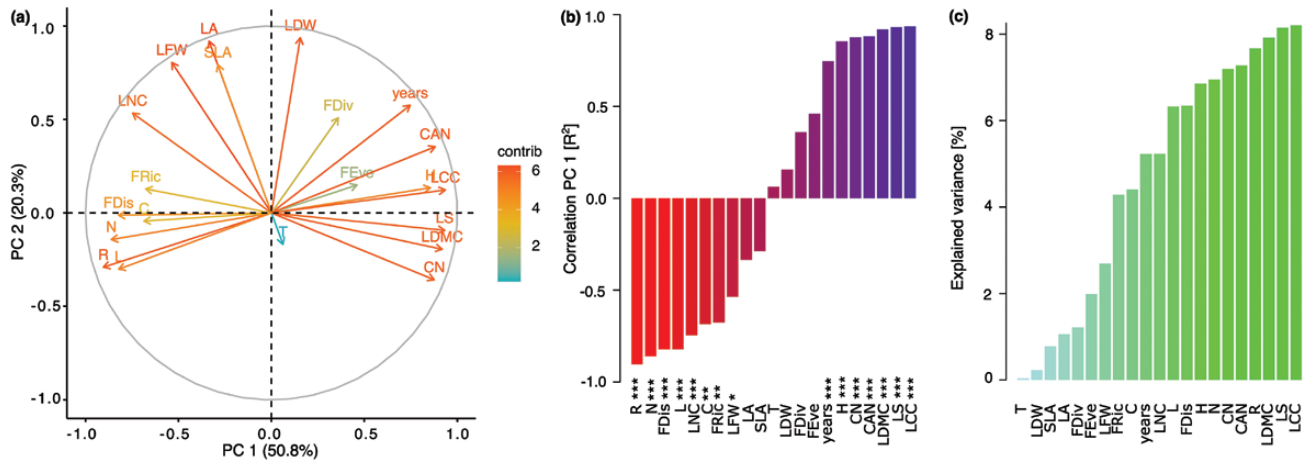 (a)
1.0
0.5
0.0
-0.5
-1.0
PC 2 (20.3%)
LA
LDW
LFW
SLA
LNC
years
FDiv
CAN
FRic
FEve
H
LCC
FDis
C
N
LS
LDMC
R
L
T
CN
-1.0
-0.5
0.0
0.5
1.0
PC 1 (50.8%)
contrib
6
4
2
(b)
1.0
0.5
0.0
-0.5
-1.0
Correlation PC 1 [R²]
R ***
N ***
FDis ***
L ***
LNC ***
C **
FRic **
LFW *
LA
SLA
T
LDW
FDiv
FEve
years ***
H ***
CN ***
CAN ***
LDMC ***
LS ***
LCC ***
(c)
8
6
4
2
0
Explained variance [%]
T
LDW
SLA
LA
FDiv
FEve
LFW
FRic
C
years
LNC
L
FDis
H
N
CN
CAN
R
LDMC
LS
LCC